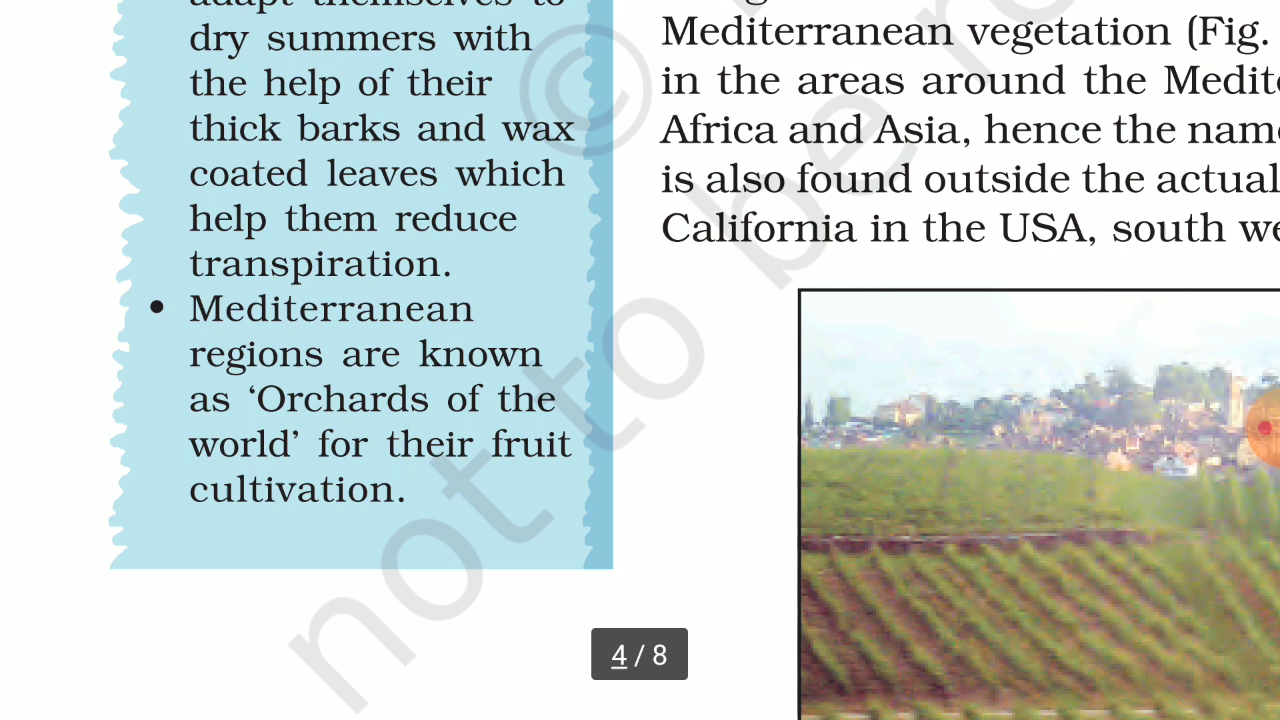 adapt themselves to
dry summers with
the help of their
thick barks and wax
coated leaves which
help them reduce
transpiration.
• Mediterranean
regions are known
as ‘Orchards of the
world’ for their fruit
cultivation.
Mediterranean vegetation (Fig.
in the areas around the
Africa and Asia, hence the
is also found outside the actual
California in the USA, south
© not to be
4 / 8